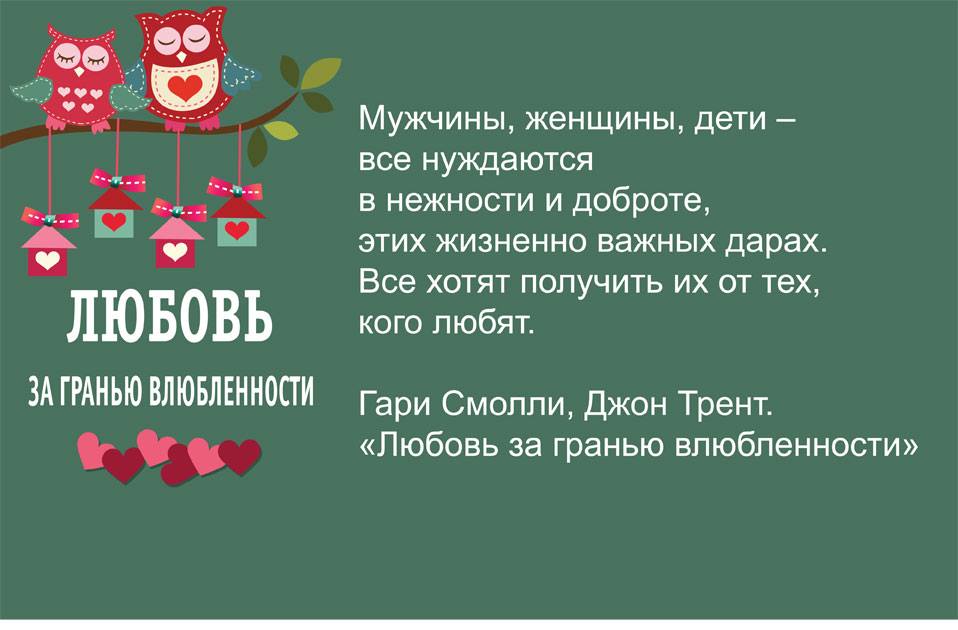 ЛЮБОВЬ
ЗА ГРАНЬЮ ВЛЮБЛЕННОСТИ
Мужчины, женщины, дети –
все нуждаются
в нежности и доброте,
этих жизненно важных дарах.
Все хотят получить их от тех,
кого любят.
Гари Смолли, Джон Трент.
«Любовь за гранью влюбленности»